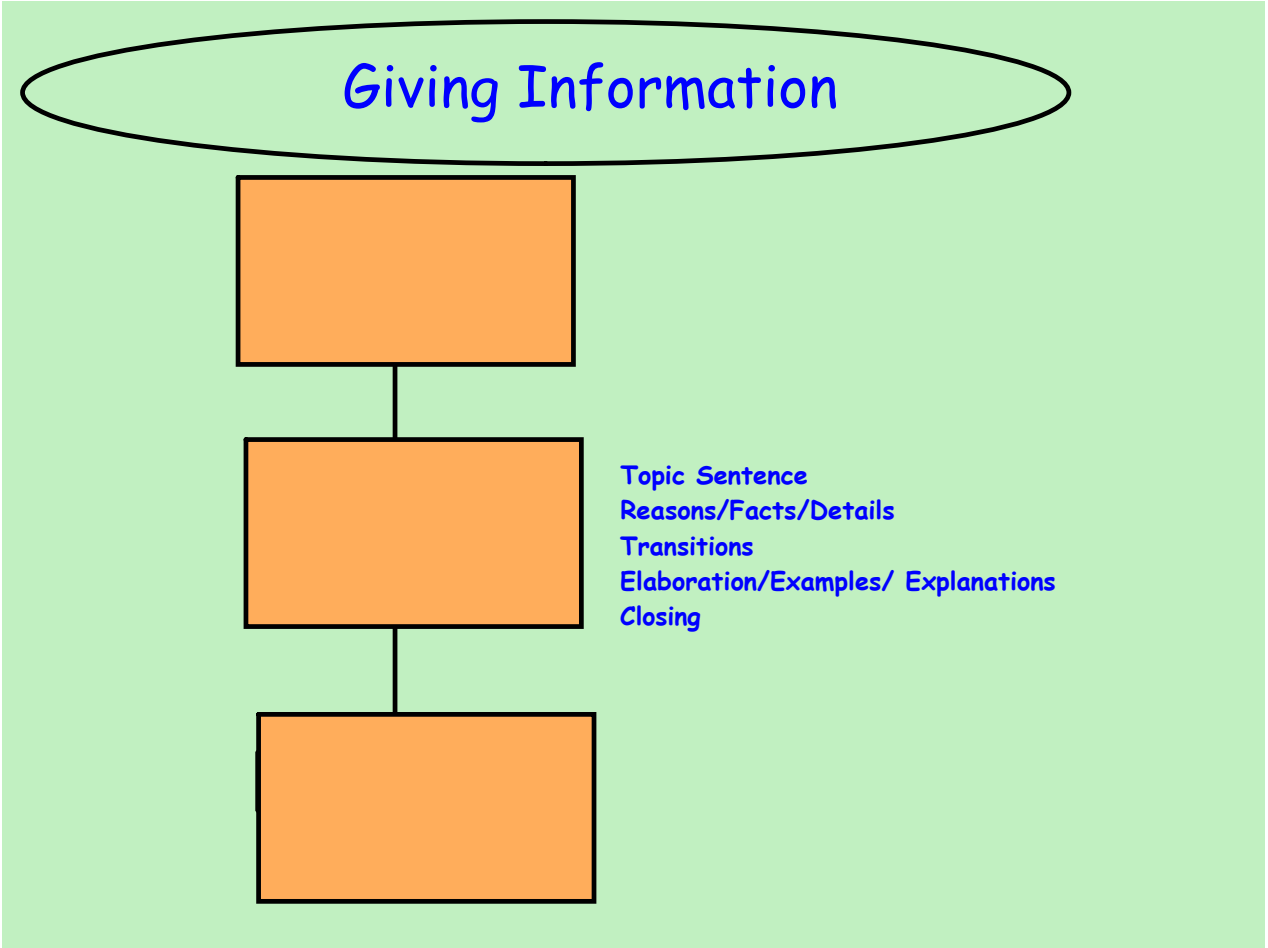 Giving Information
Topic Sentence
Reasons/Facts/Details
Transitions
Elaboration/Examples/ Explanations
Closing